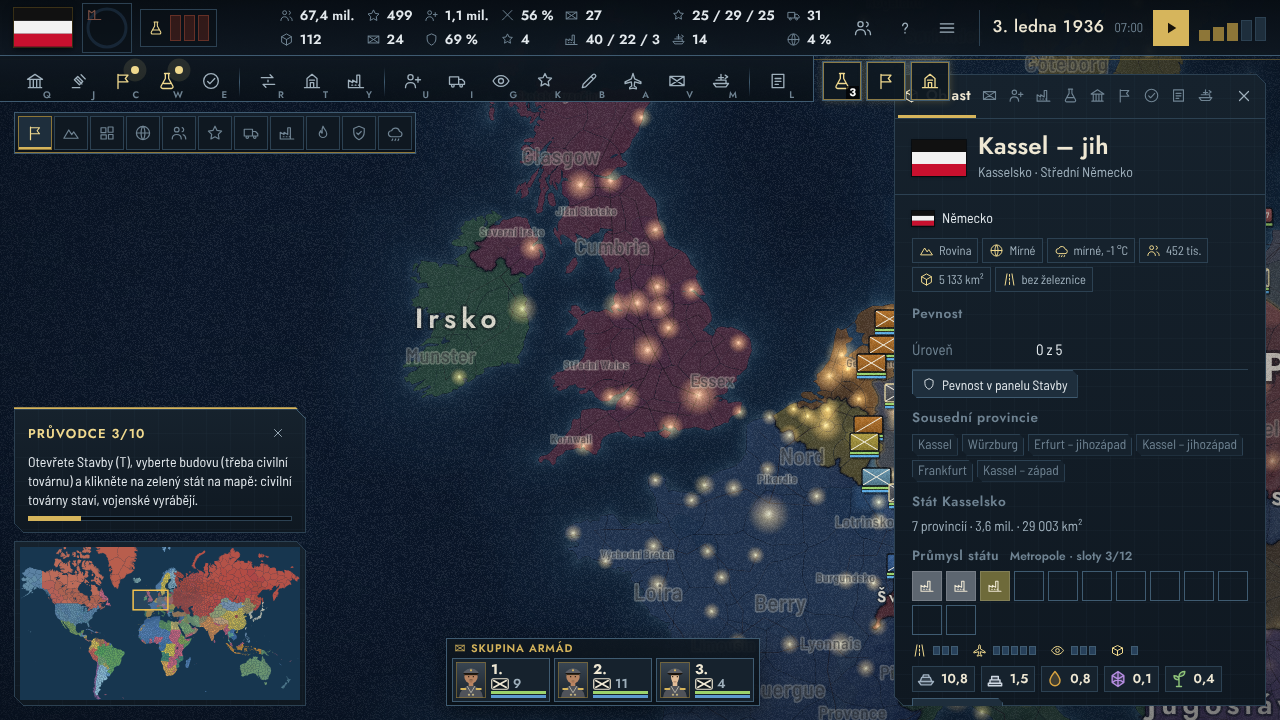 67,4 mil. 499 1,1 mil. 56 % 27 25 / 29 / 25 31
112 24 69 % 4 40 / 22 / 3 14 4 %
? 3. ledna 1936 07:00
Q J C W E R T Y U I G K B A V M L
3
Göteborg
Glasgow
Jižní Skotsko
Severní Irsko
Cumbria
Irsko
Munster
Střední Wales
Essex
Kornwall
Nord
Pikardie
Lotrinsko
Východní Bretaň
Loira
Burgundsko
Berry
Lyonnais
Provence
Kassel – jih
Kasselsko · Střední Německo
Německo
Rovina Mírné mírné, -1 °C 452 tis.
5 133 km² bez železnice
Pevnost
Úroveň 0 z 5
Pevnost v panelu Stavby
Sousední provincie
Kassel Würzburg Erfurt – jihozápad Kassel – jihozápad
Frankfurt Kassel – západ
Stát Kasselsko
7 provincií · 3,6 mil. · 29 003 km²
Průmysl státu Metropole · sloty 3/12
10,8 1,5 0,8 0,1 0,4
PRŮVODCE 3/10
Otevřete Stavby (T), vyberte budovu (třeba civilní
továrnu) a klikněte na zelený stát na mapě: civilní
továrny staví, vojenské vyrábějí.
SKUPINA ARMÁD
1. 9
2. 11
3. 4